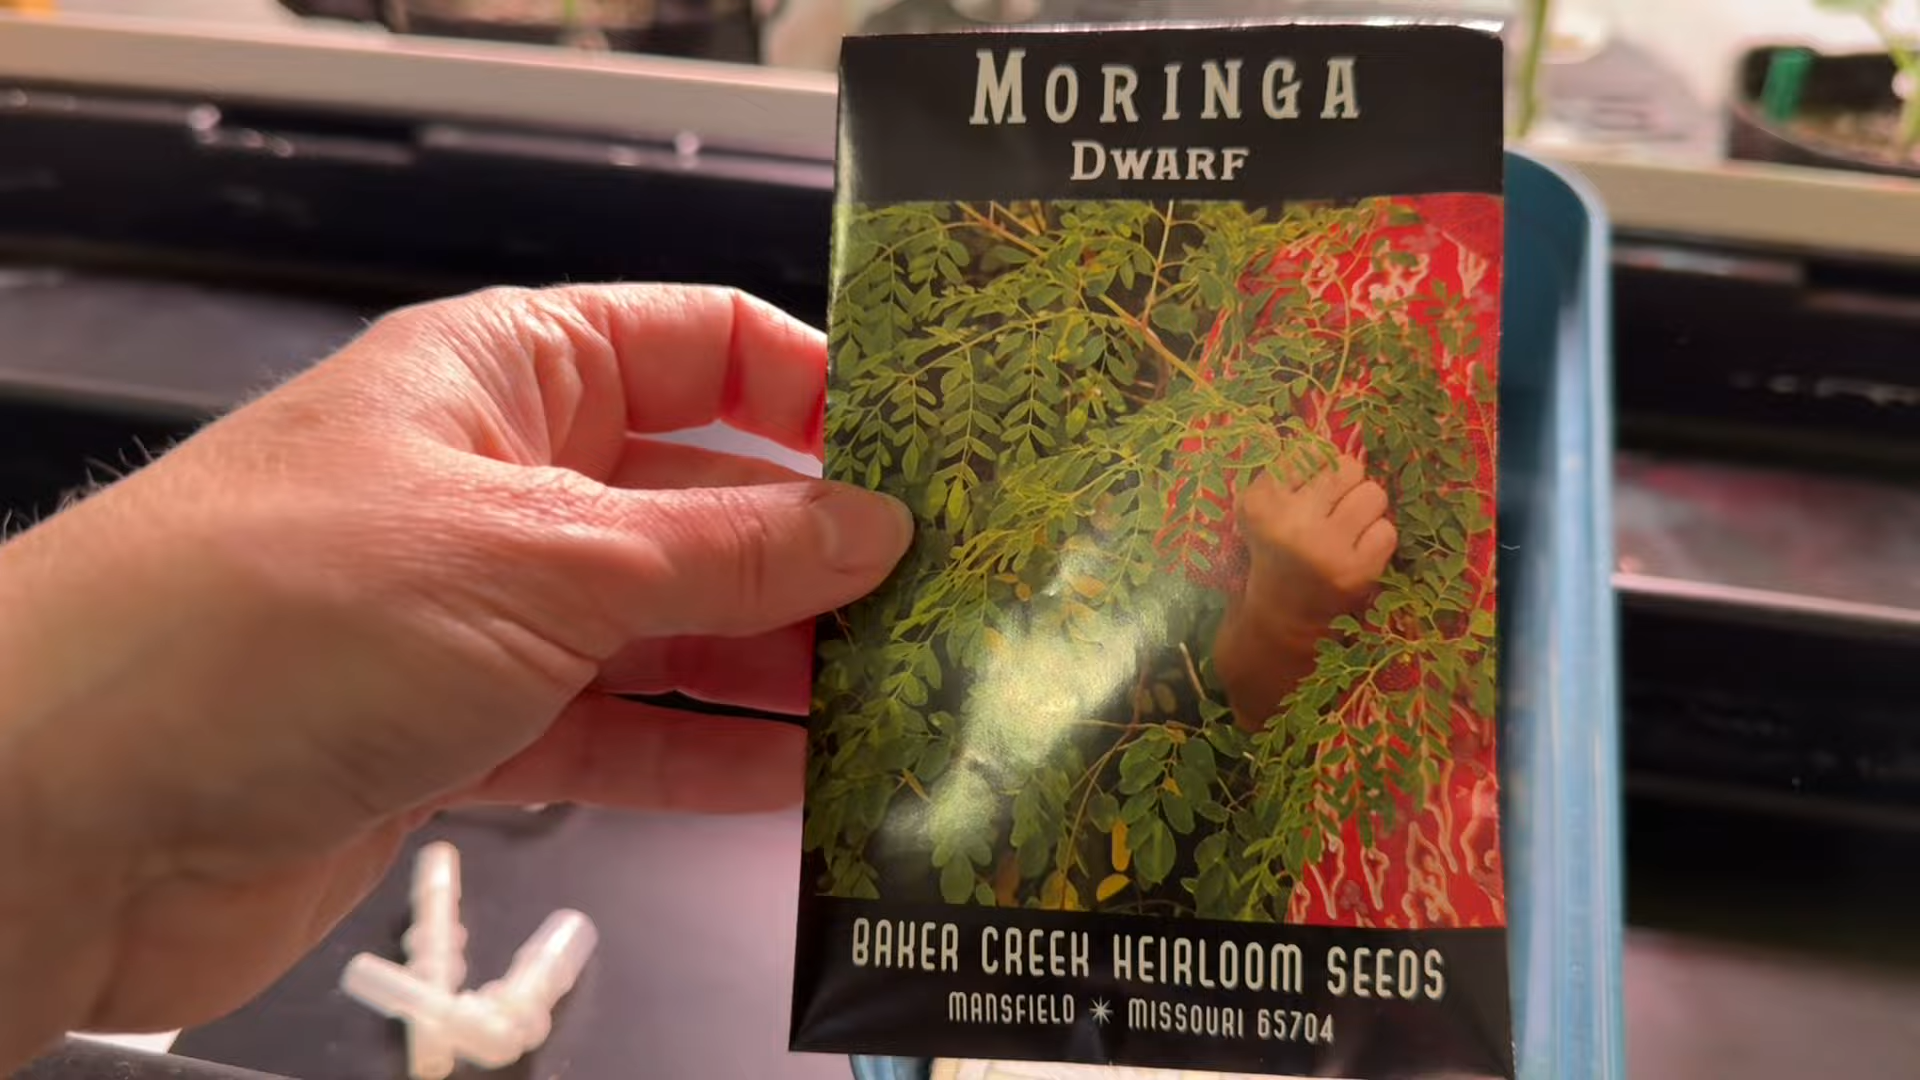 MORINGA
DWARF
BAKER CREEK HEIRLOOM SEEDS
MANSFIELD * MISSOURI 65704